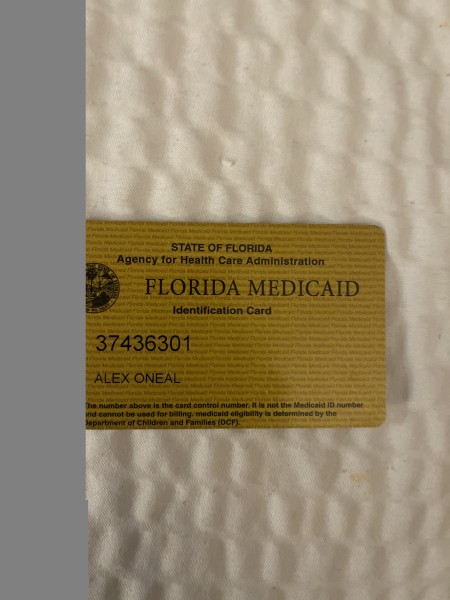 STATE OF FLORIDA
Agency for Health Care Administration
FLORIDA MEDICAID
Identification Card
37436301
ALEX ONEAL
The number above is the card control number. It is not the Medicaid ID number
and cannot be used for billing. medicaid eligibility is determined by the
Department of Children and Families (DCF).